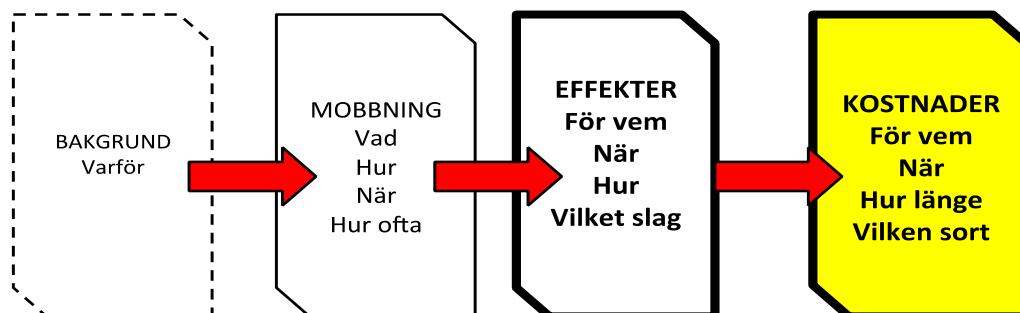 BAKGRUND
Varför
MOBBNING
Vad
Hur
När
Hur ofta
EFFEKTER
För vem
När
Hur
Vilket slag
KOSTNADER
För vem
När
Hur länge
Vilken sort